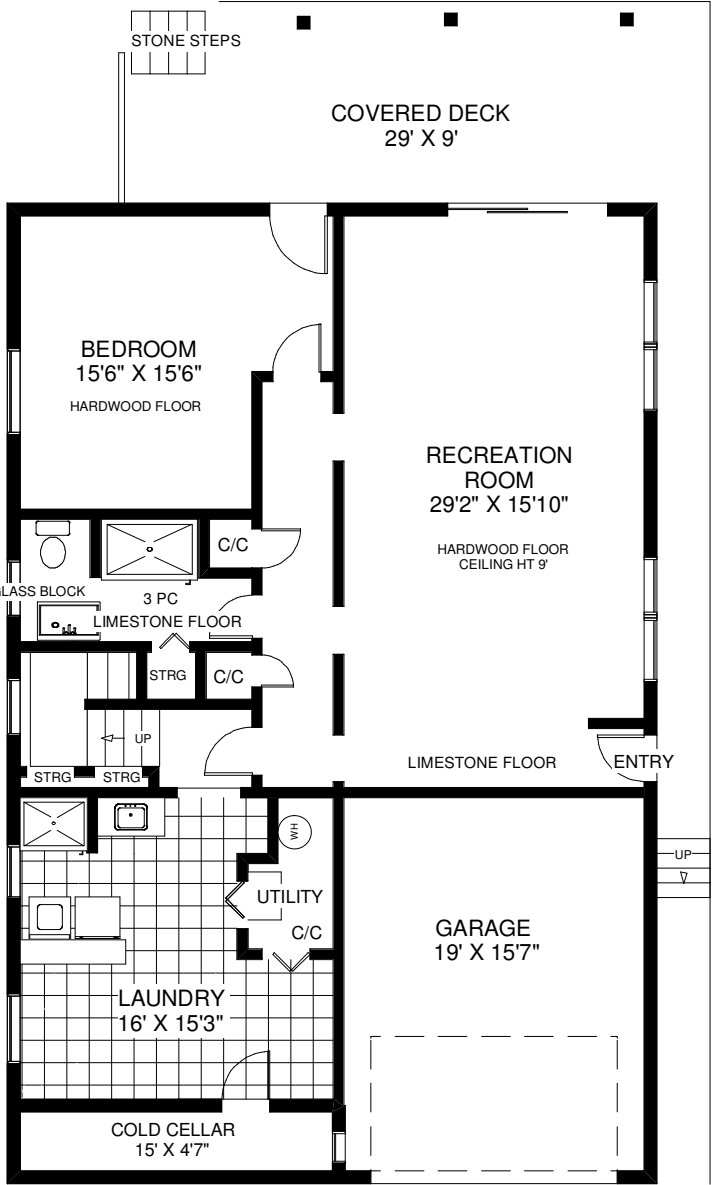 STONE STEPS
COVERED DECK
29' X 9'
BEDROOM
15'6" X 15'6"
HARDWOOD FLOOR
RECREATION
ROOM
29'2" X 15'10"
HARDWOOD FLOOR
CEILING HT 9'
C/C
GLASS BLOCK
3 PC
LIMESTONE FLOOR
STRG
C/C
UP
STRG
STRG
LIMESTONE FLOOR
ENTRY
WH
UP
UTILITY
C/C
GARAGE
19' X 15'7"
LAUNDRY
16' X 15'3"
COLD CELLAR
15' X 4'7"